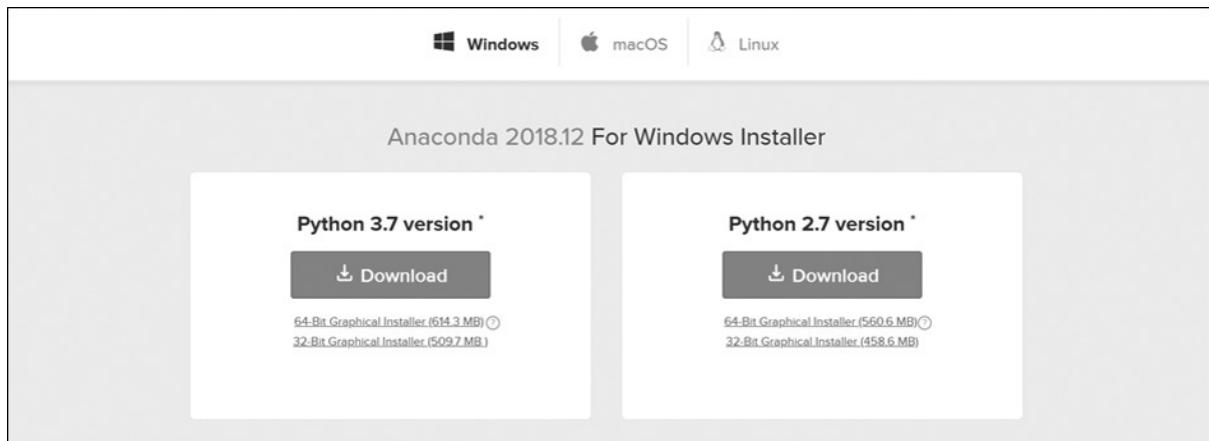 Windows macOS Linux
Anaconda 2018.12 For Windows Installer
Python 3.7 version *
Download
64-Bit Graphical Installer (614.3 MB) ?
32-Bit Graphical Installer (509.7 MB )
Python 2.7 version *
Download
64-Bit Graphical Installer (560.6 MB) ?
32-Bit Graphical Installer (458.6 MB)